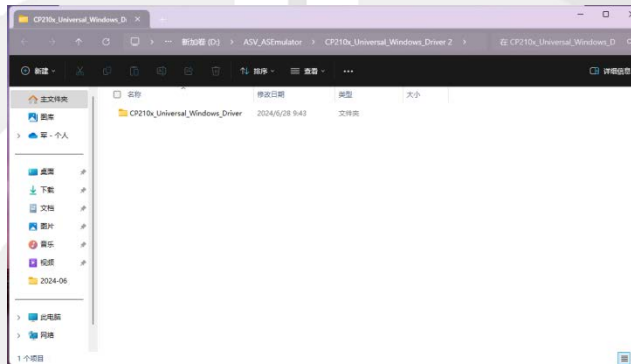 CP210x_Universal_Windows_D
新加卷 (D:) > ASV_ASEmulator > CP210x_Universal_Windows_Driver 2 >
在 CP210x_Universal_Windows_D
新建
排序
查看
详细信息
主文件夹
图库
军 - 个人
桌面
下载
文档
图片
音乐
视频
2024-06
此电脑
网络
名称 修改日期 类型 大小
CP210x_Universal_Windows_Driver 2024/6/28 9:43 文件夹
1 个项目